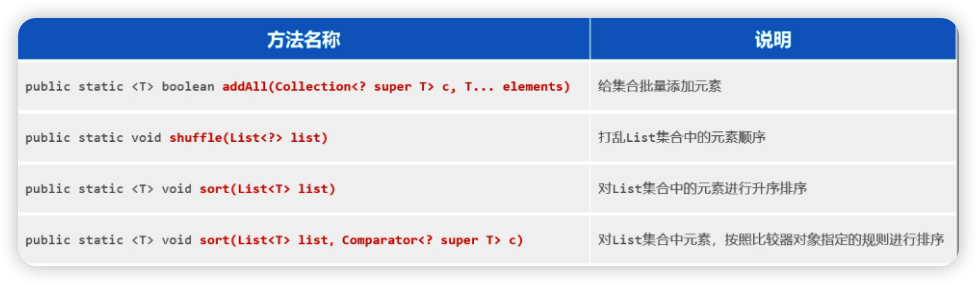 方法名称 说明
public static <T> boolean addAll(Collection<? super T> c, T... elements) 给集合批量添加元素
public static void shuffle(List<?> list) 打乱List集合中的元素顺序
public static <T> void sort(List<T> list) 对List集合中的元素进行升序排序
public static <T> void sort(List<T> list, Comparator<? super T> c) 对List集合中元素，按照比较器对象指定的规则进行排序